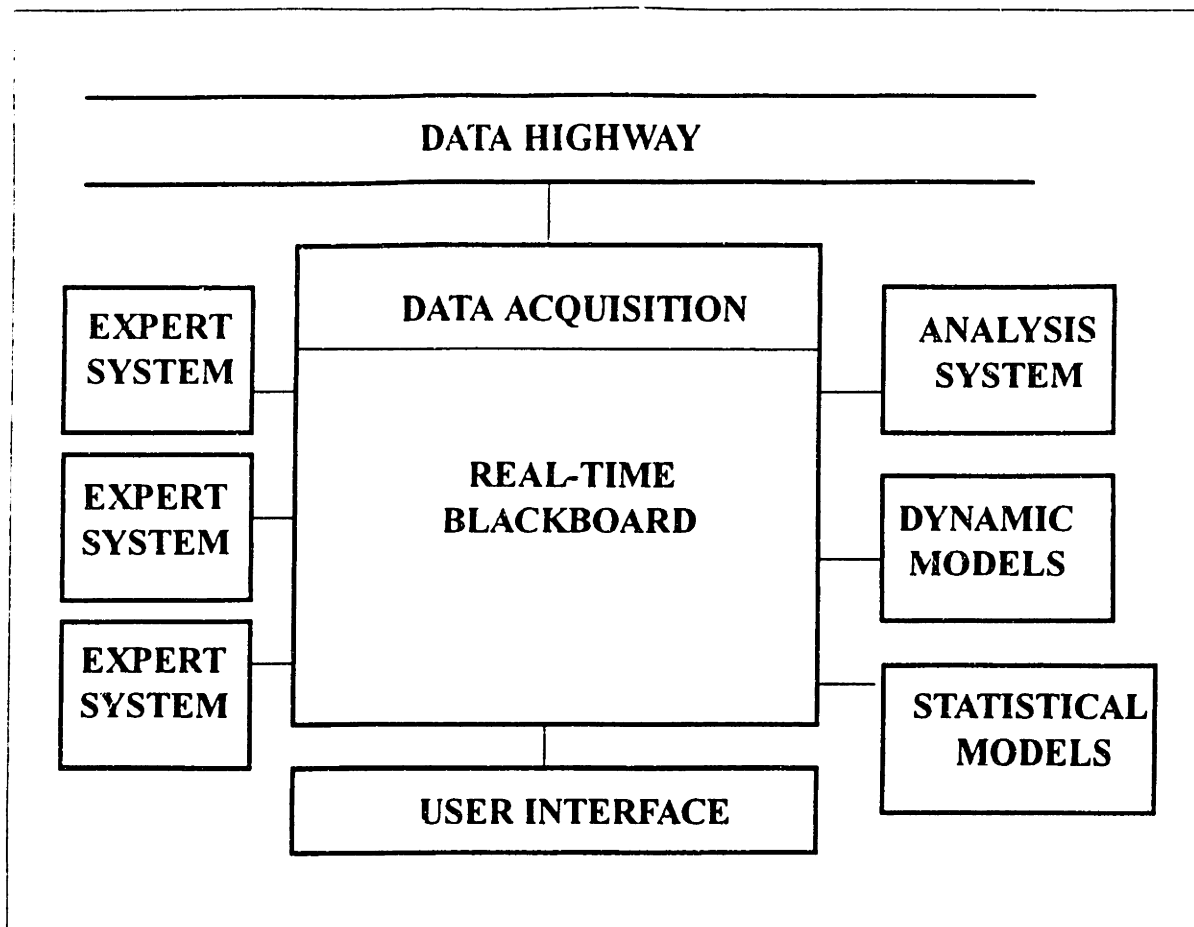 DATA HIGHWAY
DATA ACQUISITION
EXPERT
SYSTEM
EXPERT
SYSTEM
EXPERT
SYSTEM
REAL-TIME
BLACKBOARD
ANALYSIS
SYSTEM
DYNAMIC
MODELS
STATISTICAL
MODELS
USER INTERFACE